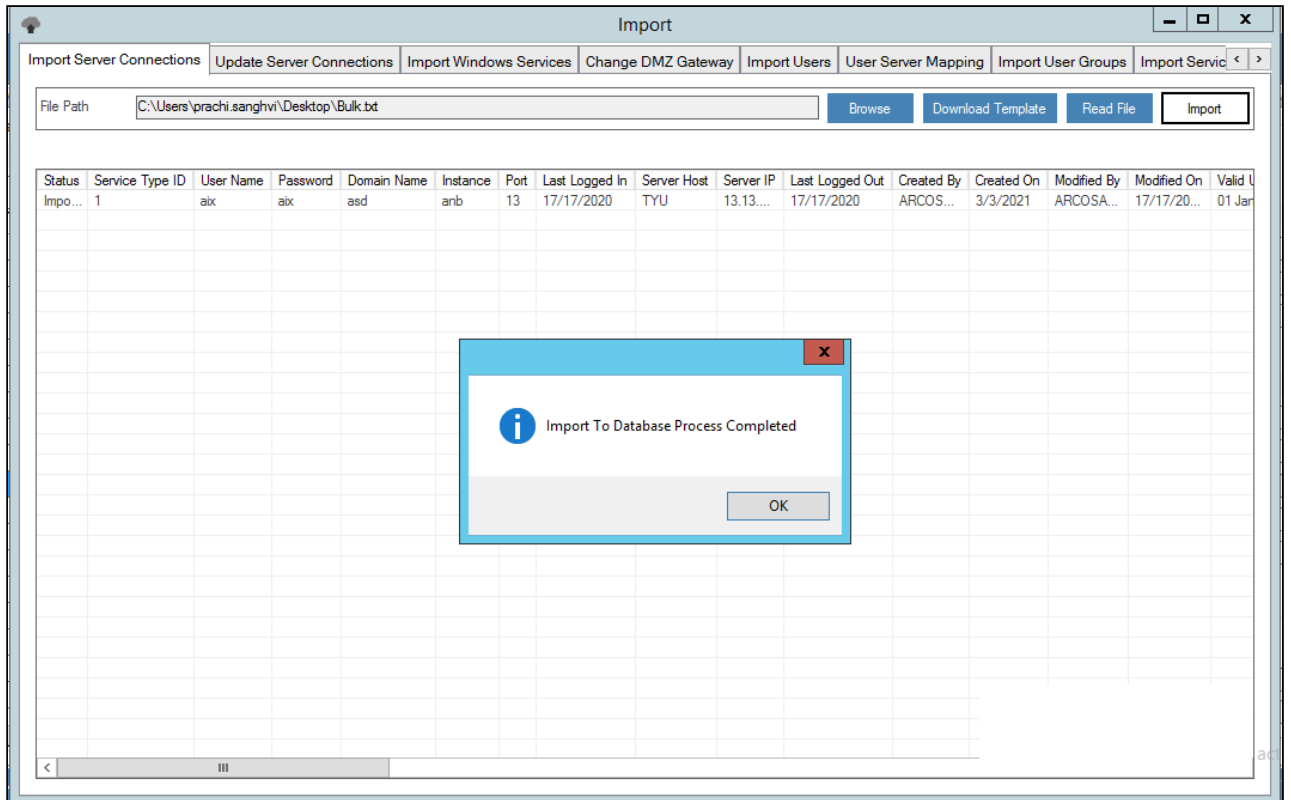 Import
Import Server Connections Update Server Connections Import Windows Services Change DMZ Gateway Import Users User Server Mapping Import User Groups Import Servic
File Path C:\Users\prachi.sanghvi\Desktop\Bulk.txt Browse Download Template Read File Import
Status Service Type ID User Name Password Domain Name Instance Port Last Logged In Server Host Server IP Last Logged Out Created By Created On Modified By Modified On Valid U
Impo... 1 aix aix asd anb 13 17/17/2020 TYU 13.13.... 17/17/2020 ARCOS... 3/3/2021 ARCOSA... 17/17/20... 01 Jan
Import To Database Process Completed
OK
act